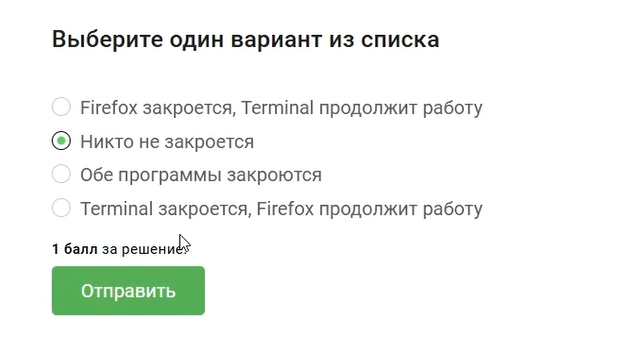 Выберите один вариант из списка
Firefox закроется, Terminal продолжит работу
Никто не закроется
Обе программы закроются
Terminal закроется, Firefox продолжит работу
1 балл за решение
Отправить